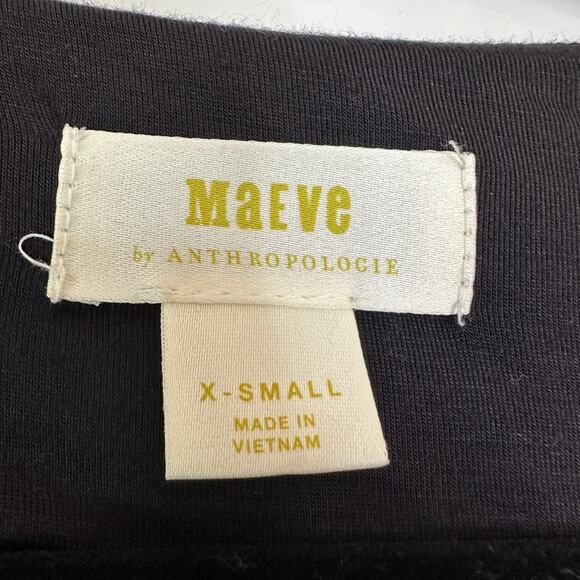 MaEVe
by ANTHROPOLOGIE
X-SMALL
MADE IN
VIETNAM